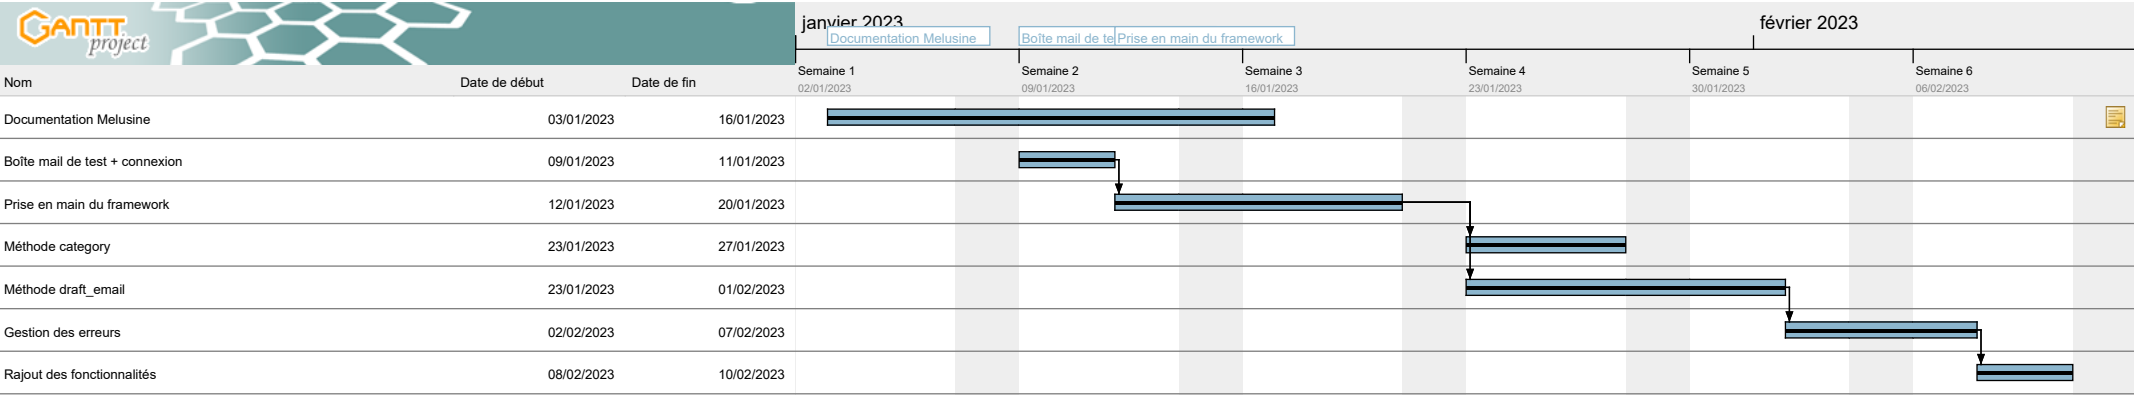 GANTT
project
janvier 2023
février 2023
Documentation Melusine
Boîte mail de te
Prise en main du framework
Nom Date de début Date de fin
Semaine 1 Semaine 2 Semaine 3 Semaine 4 Semaine 5 Semaine 6
02/01/2023 09/01/2023 16/01/2023 23/01/2023 30/01/2023 06/02/2023
Documentation Melusine 03/01/2023 16/01/2023
Boîte mail de test + connexion 09/01/2023 11/01/2023
Prise en main du framework 12/01/2023 20/01/2023
Méthode category 23/01/2023 27/01/2023
Méthode draft_email 23/01/2023 01/02/2023
Gestion des erreurs 02/02/2023 07/02/2023
Rajout des fonctionnalités 08/02/2023 10/02/2023